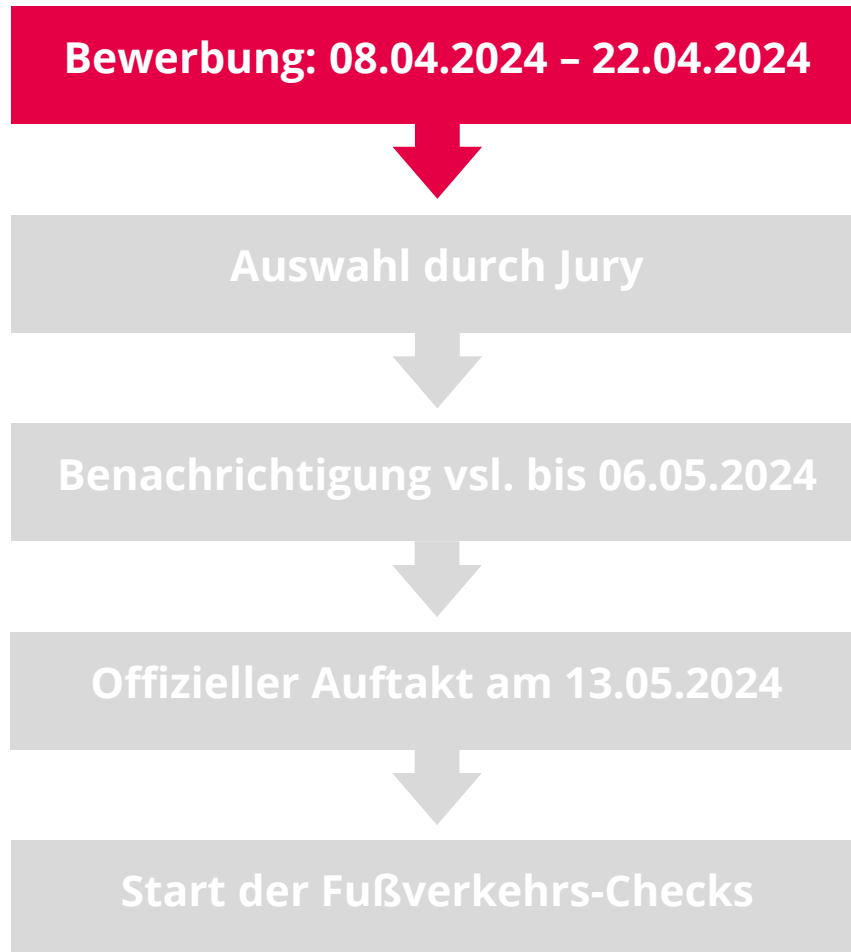 Bewerbung: 08.04.2024 – 22.04.2024
Auswahl durch Jury
Benachrichtigung vsl. bis 06.05.2024
Offizieller Auftakt am 13.05.2024
Start der Fußverkehrs-Checks